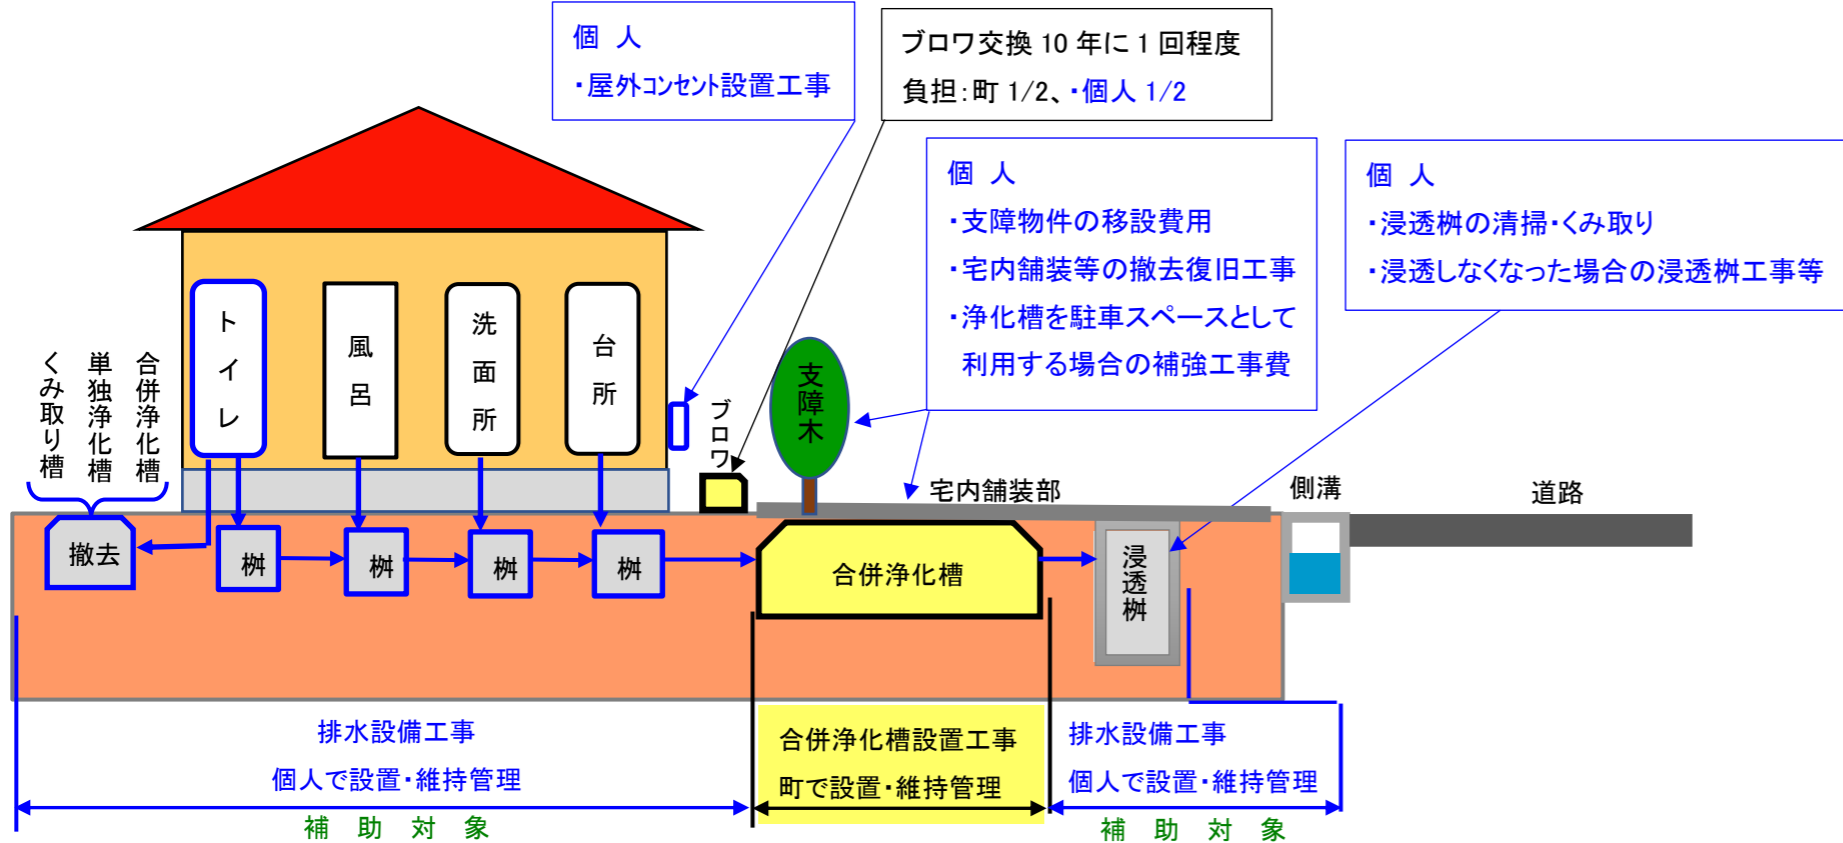 個 人
・屋外コンセント設置工事
ブロワ交換 10 年に 1 回程度
負担：町 1/2、・個人 1/2
個 人
・支障物件の移設費用
・宅内舗装等の撤去復旧工事
・浄化槽を駐車スペースとして
利用する場合の補強工事費
個 人
・浸透桝の清掃・くみ取り
・浸透しなくなった場合の浸透桝工事等
くみ取り槽
単独浄化槽
合併浄化槽
トイレ
風呂
洗面所
台所
ブロワ
支障木
宅内舗装部
側溝
道路
撤去
桝
桝
桝
桝
合併浄化槽
浸透桝
排水設備工事
個人で設置・維持管理
補 助 対 象
合併浄化槽設置工事
町で設置・維持管理
排水設備工事
個人で設置・維持管理
補 助 対 象